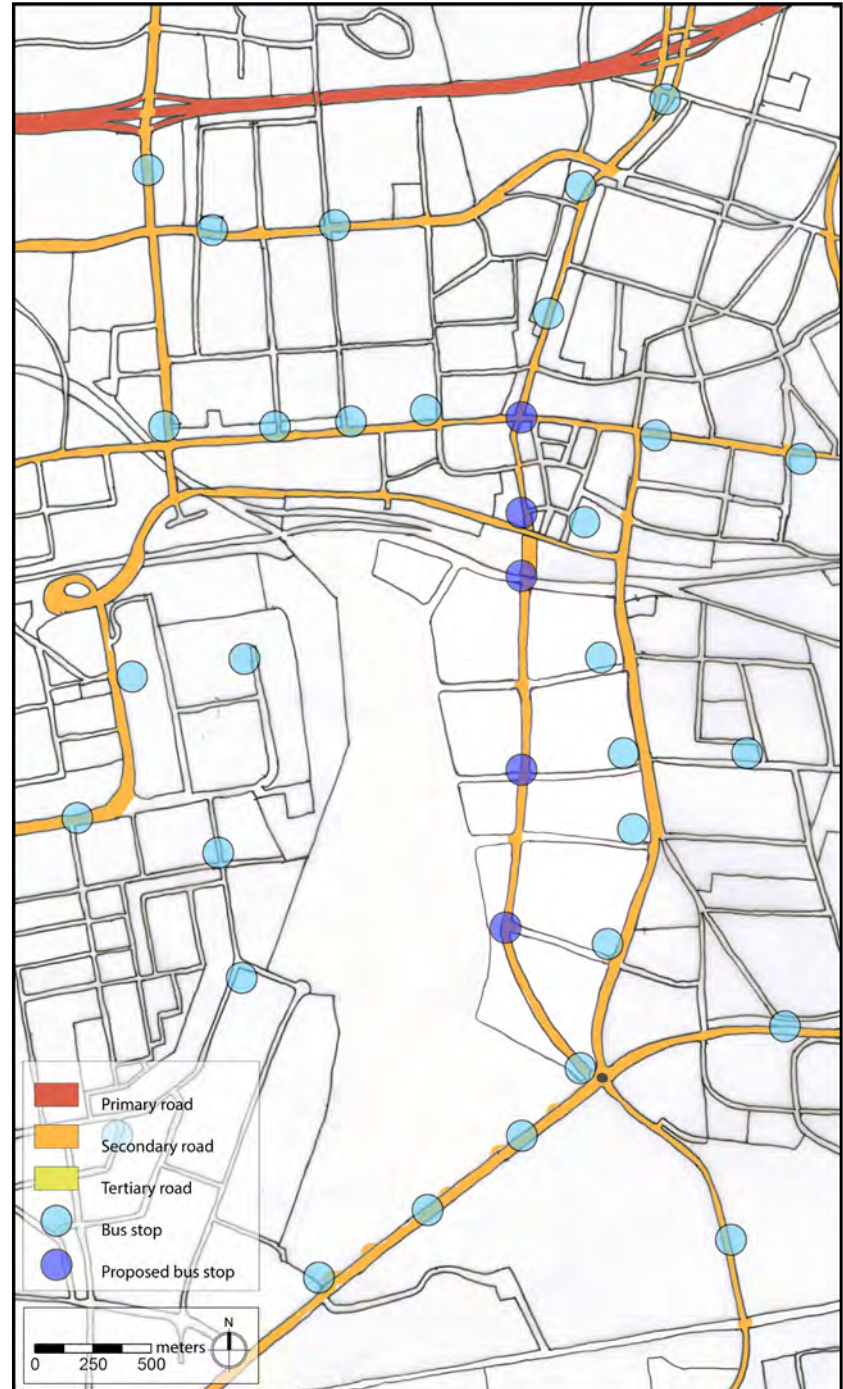 Primary road
Secondary road
Tertiary road
Bus stop
Proposed bus stop
N
meters
0 250 500